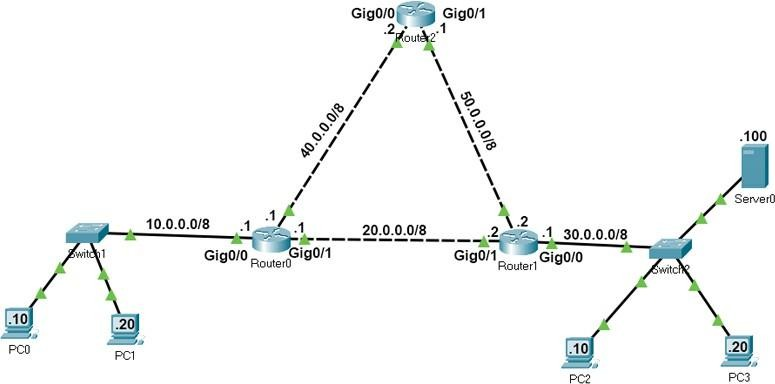 Gig0/0
Gig0/1
.2
.1
Router2
40.0.0.0/8
50.0.0.0/8
.100
Server0
10.0.0.0/8
.1
.1
.1
20.0.0.0/8
.2
.2
.1
30.0.0.0/8
Switch1
Gig0/0
Gig0/1
Router0
Gig0/1
Gig0/0
Router1
Switch2
.10
PC0
.20
PC1
.10
PC2
.20
PC3